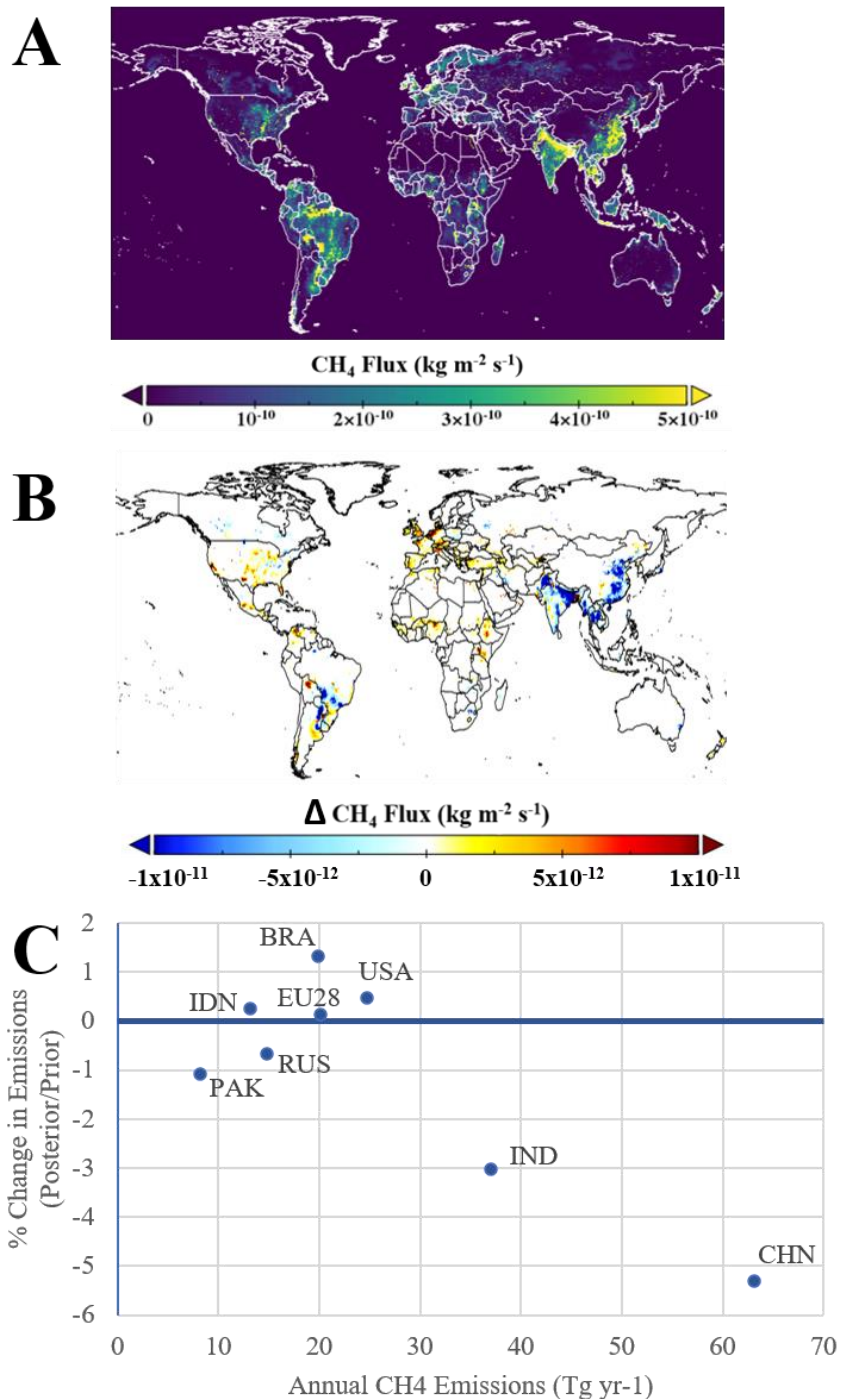 A
CH₄ Flux (kg m⁻² s⁻¹)
0 10⁻¹⁰ 2×10⁻¹⁰ 3×10⁻¹⁰ 4×10⁻¹⁰ 5×10⁻¹⁰
B
Δ CH₄ Flux (kg m⁻² s⁻¹)
-1x10⁻¹¹ -5x10⁻¹² 0 5x10⁻¹² 1x10⁻¹¹
C
% Change in Emissions
(Posterior/Prior)
2
1
0
-1
-2
-3
-4
-5
-6
BRA
USA
IDN
EU28
RUS
PAK
IND
CHN
0 10 20 30 40 50 60 70
Annual CH4 Emissions (Tg yr-1)